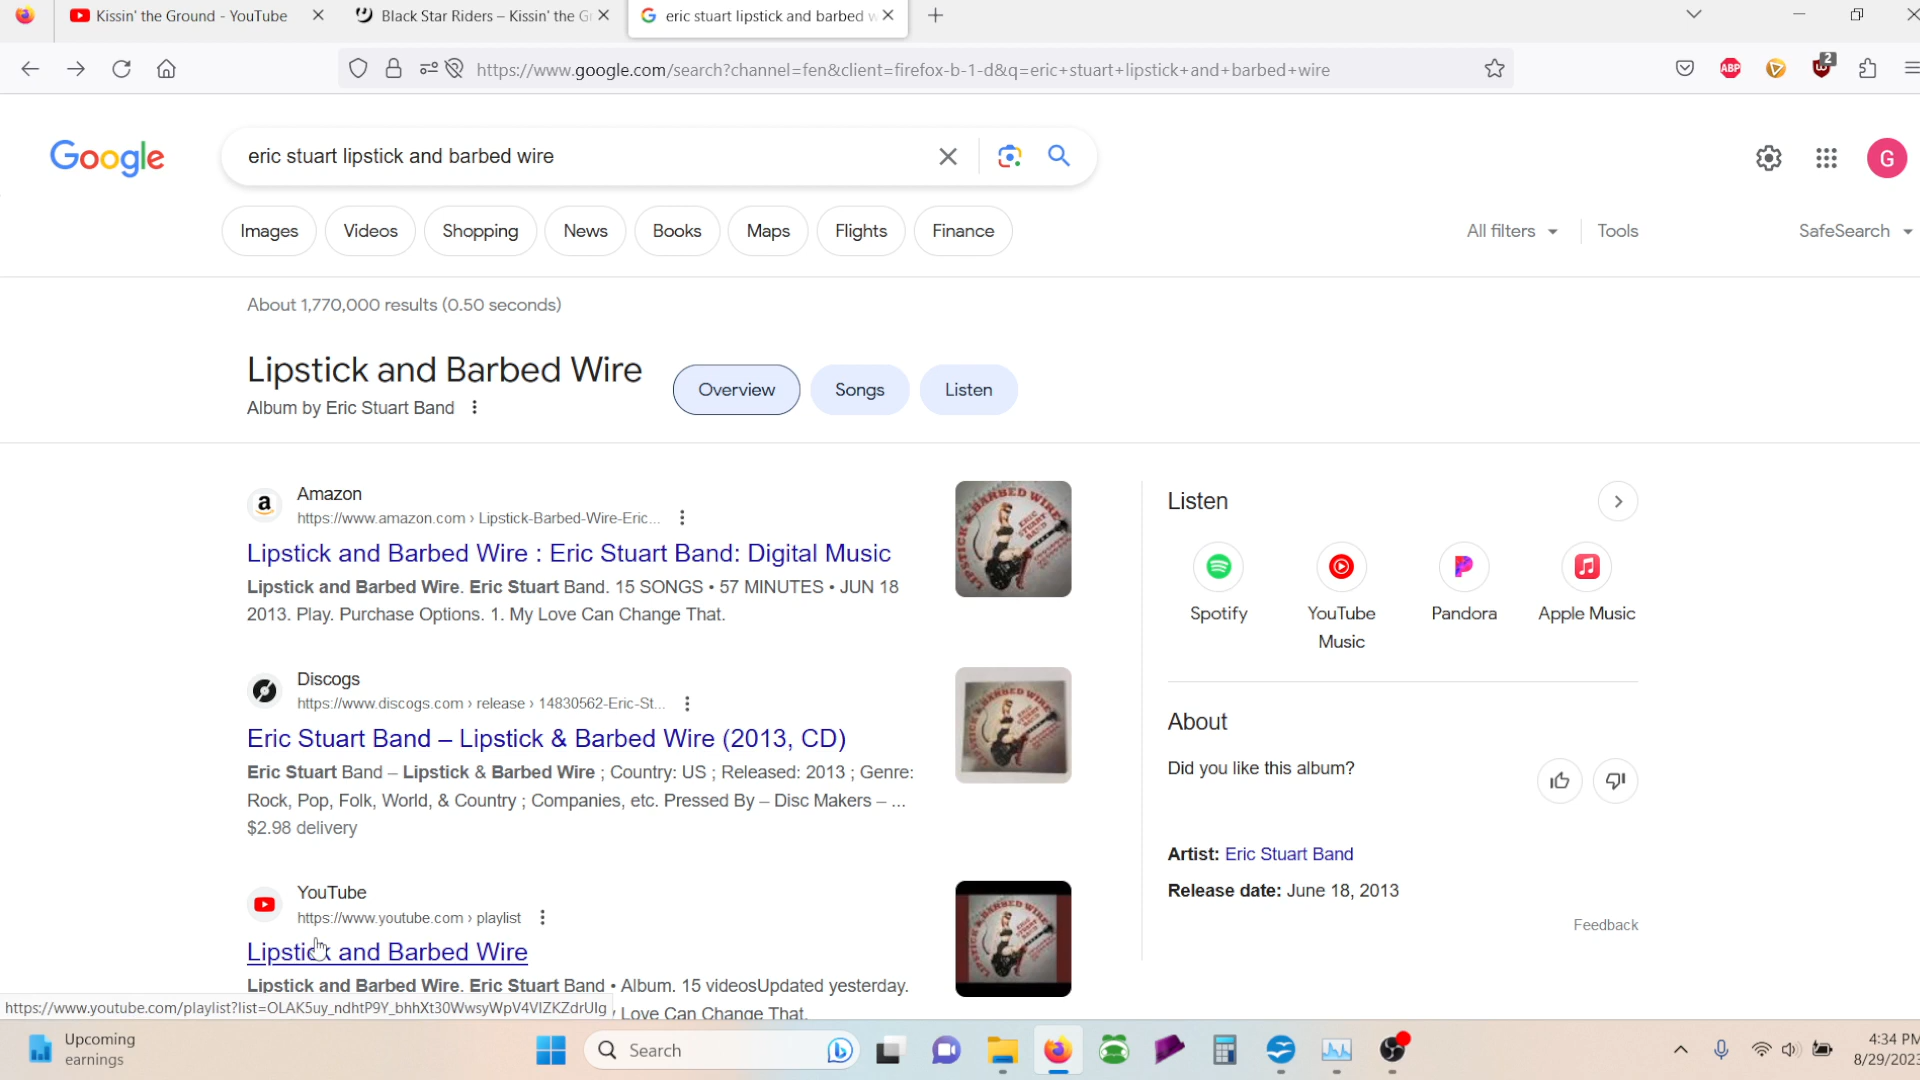 Kissin' the Ground - YouTube
Black Star Riders – Kissin' the G
eric stuart lipstick and barbed w
https://www.google.com/search?channel=fen&client=firefox-b-1-d&q=eric+stuart+lipstick+and+barbed+wire
ABP
2
Google
eric stuart lipstick and barbed wire
G
Images
Videos
Shopping
News
Books
Maps
Flights
Finance
All filters
Tools
SafeSearch
About 1,770,000 results (0.50 seconds)
Lipstick and Barbed Wire
Album by Eric Stuart Band
Overview
Songs
Listen
Amazon
https://www.amazon.com › Lipstick-Barbed-Wire-Eric...
Lipstick and Barbed Wire : Eric Stuart Band: Digital Music
Lipstick and Barbed Wire. Eric Stuart Band. 15 SONGS • 57 MINUTES • JUN 18
2013. Play. Purchase Options. 1. My Love Can Change That.
Discogs
https://www.discogs.com › release › 14830562-Eric-St...
Eric Stuart Band – Lipstick & Barbed Wire (2013, CD)
Eric Stuart Band – Lipstick & Barbed Wire ; Country: US ; Released: 2013 ; Genre:
Rock, Pop, Folk, World, & Country ; Companies, etc. Pressed By – Disc Makers – ...
$2.98 delivery
YouTube
https://www.youtube.com › playlist
Lipstick and Barbed Wire
Lipstick and Barbed Wire. Eric Stuart Band • Album. 15 videosUpdated yesterday.
Love Can Change That.
Listen
Spotify
YouTube
Music
Pandora
Apple Music
About
Did you like this album?
Artist: Eric Stuart Band
Release date: June 18, 2013
Feedback
https://www.youtube.com/playlist?list=OLAK5uy_ndhtP9Y_bhhXt30WwsyWpV4VIZKZdrUIg
Upcoming
earnings
Search
4:34 PM
8/29/2023